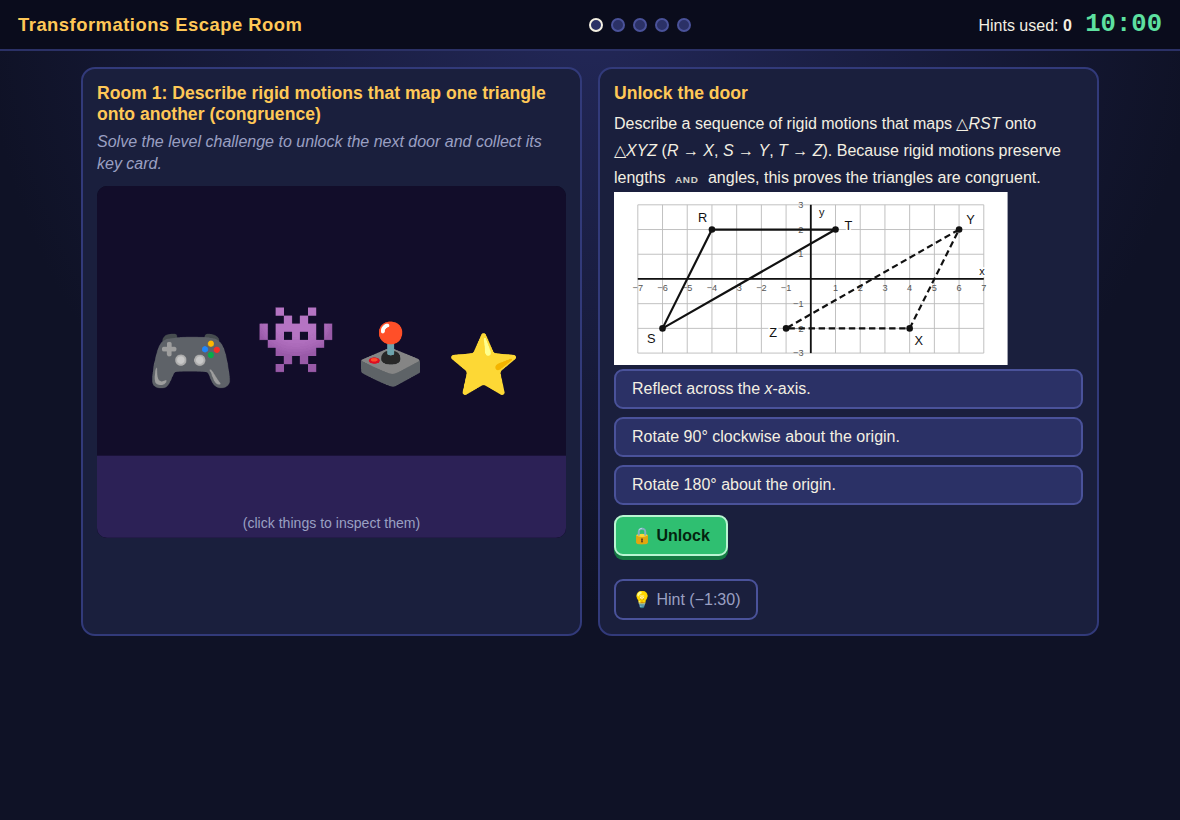 Transformations Escape Room
Hints used: 0 10:00
Room 1: Describe rigid motions that map one triangle
onto another (congruence)
Solve the level challenge to unlock the next door and collect its
key card.
(click things to inspect them)
Unlock the door
Describe a sequence of rigid motions that maps △RST onto
△XYZ (R → X, S → Y, T → Z). Because rigid motions preserve
lengths AND angles, this proves the triangles are congruent.
3
y
R
T
Y
2
1
x
−7 −6 −5 −4 −3 −2 −1 1 2 3 4 5 6 7
−1
S
Z
−2
X
−3
Reflect across the x-axis.
Rotate 90° clockwise about the origin.
Rotate 180° about the origin.
🔒 Unlock
💡 Hint (−1:30)